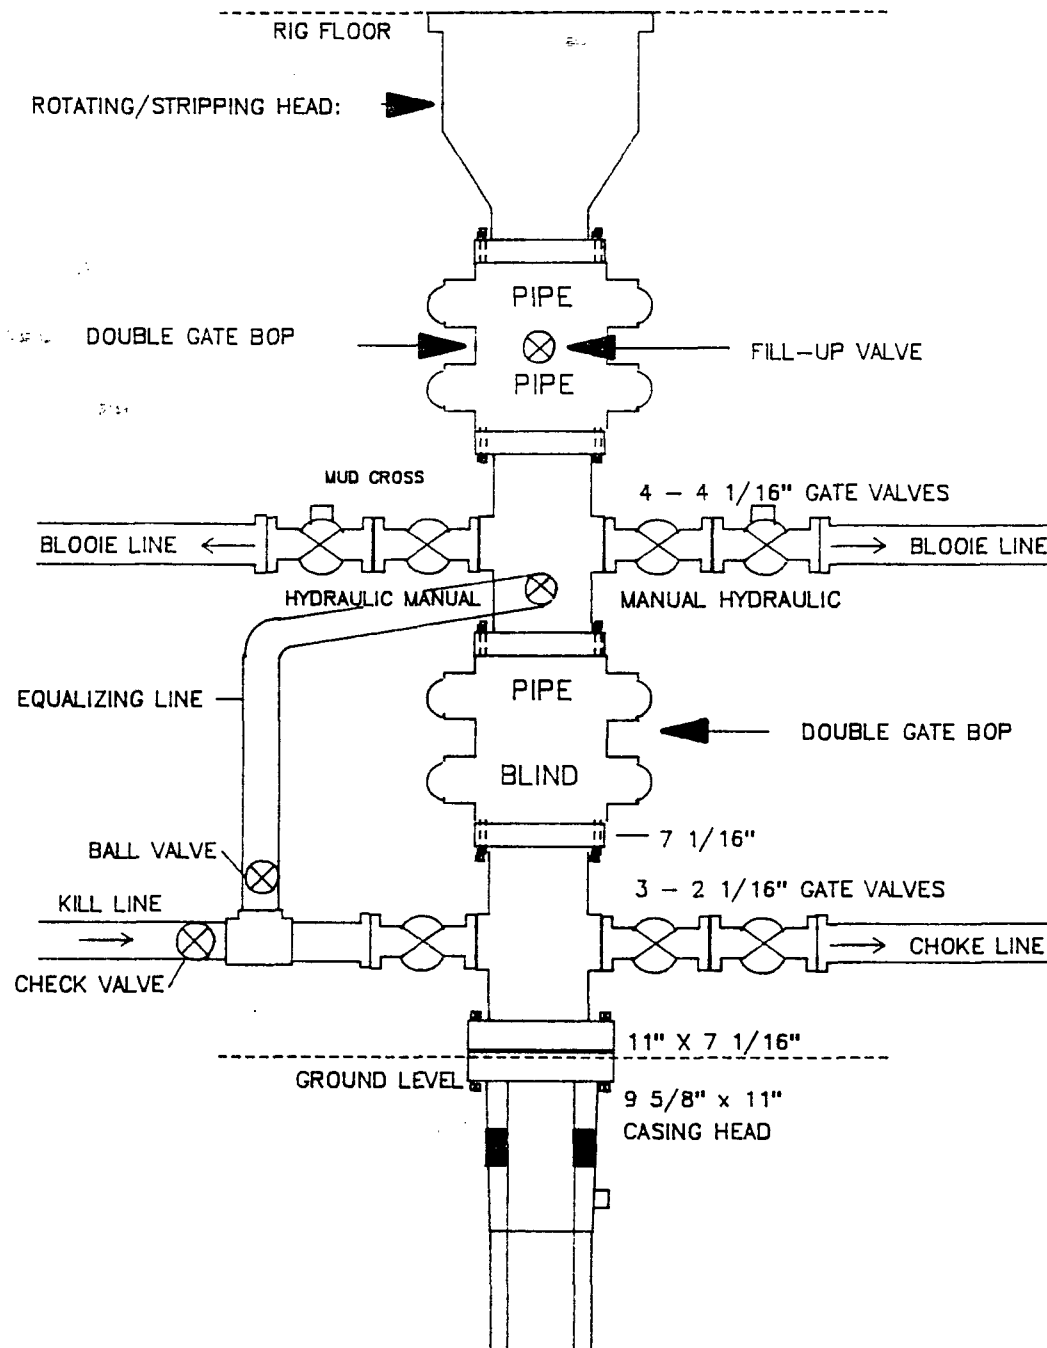 RIG FLOOR
ROTATING/STRIPPING HEAD:
PIPE
DOUBLE GATE BOP
FILL-UP VALVE
PIPE
MUD CROSS
4 - 4 1/16" GATE VALVES
BLOOIE LINE
BLOOIE LINE
HYDRAULIC MANUAL
MANUAL HYDRAULIC
EQUALIZING LINE
PIPE
DOUBLE GATE BOP
BLIND
7 1/16"
BALL VALVE
3 - 2 1/16" GATE VALVES
KILL LINE
CHOKE LINE
CHECK VALVE
11" X 7 1/16"
GROUND LEVEL
9 5/8" x 11"
CASING HEAD